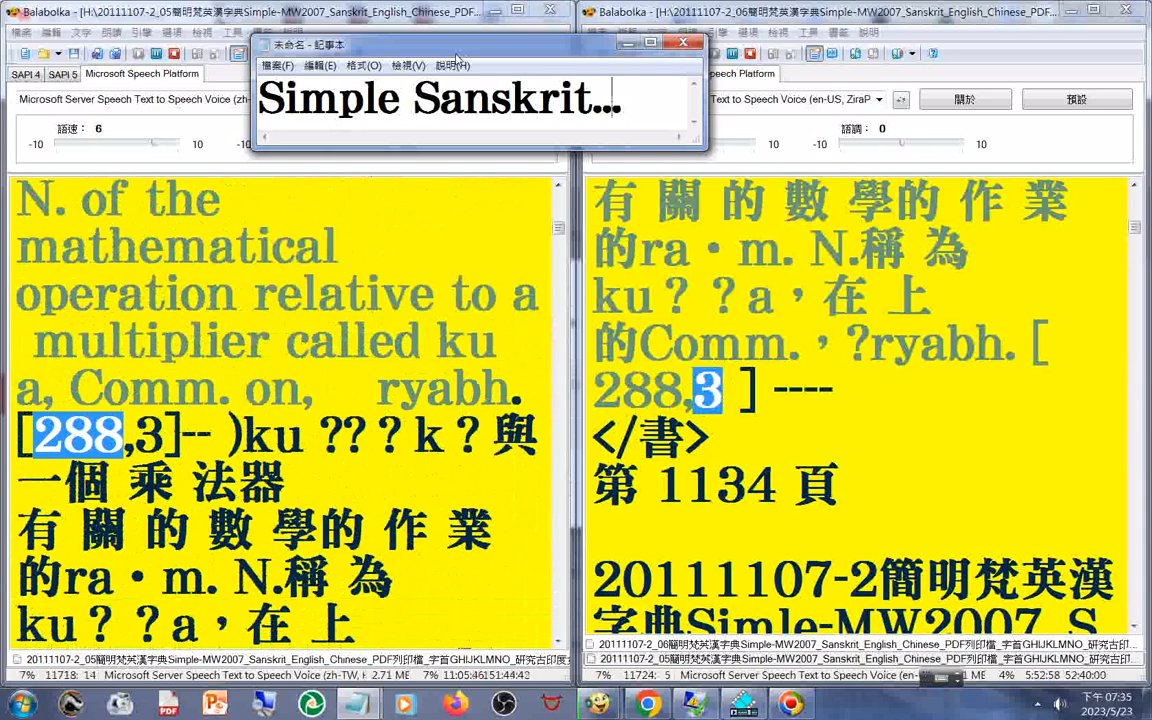 Balabolka - [H:\20111107-2_05簡明梵英漢字典Simple-MW2007_Sanskrit_English_Chinese_PDF...
Balabolka - [H:\20111107-2_06簡明梵英漢字典Simple-MW2007_Sanskrit_English_Chinese_PDF...
未命名 - 記事本
檔案(F) 編輯(E) 格式(O) 檢視(V) 說明(H)
Simple Sanskrit...
SAPI 4 SAPI 5 Microsoft Speech Platform
Speech Platform
Microsoft Server Speech Text to Speech Voice (zh-
Text to Speech Voice (en-US, ZiraP
關於
預設
語速： 6
語調： 0
-10 10 -10
10 -10 10
N. of the
mathematical
operation relative to a
multiplier called ku
a, Comm. on, ryabh.
[288,3]-- )ku ?? ? k ? 與
一個 乘 法器
有 關 的 數 學的 作 業
的ra · m. N.稱 為
ku ? ? a，在 上
有 關 的 數 學的 作 業
的ra · m. N.稱 為
ku ? ? a，在 上
的Comm.，?ryabh. [
288,3 ] ----
</書>
第 1134 頁
20111107-2簡明梵英漢
字典Simle-MW2007_S
20111107-2_05簡明梵英漢字典Simple-MW2007_Sanskrit_English_Chinese_PDF列印檔_字首GHIJKLMNO_研究古印度
20111107-2_06簡明梵英漢字典Simple-MW2007_Sanskrit_English_Chinese_PDF列印檔_字首GHIJKLMNO_研究古印
20111107-2_05簡明梵英漢字典Simple-MW2007_Sanskrit_English_Chinese_PDF列印檔_字首GHIJKLMNO_研究古印
7% 11718: 14 Microsoft Server Speech Text to Speech Voice (zh-TW, H 2.71 MB 7% 11:05:46\151:44:43
7% 11724: 5 Microsoft Server Speech Text to Speech Voice 4% 5:52:58 52:40:00
下午 07:35
2023/5/23